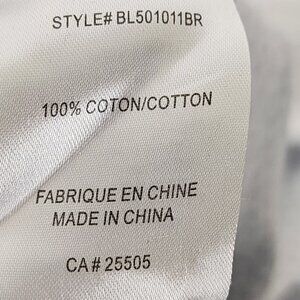 STYLE# BL501011BR
100% COTON/COTTON
FABRIQUE EN CHINE
MADE IN CHINA
CA# 25505